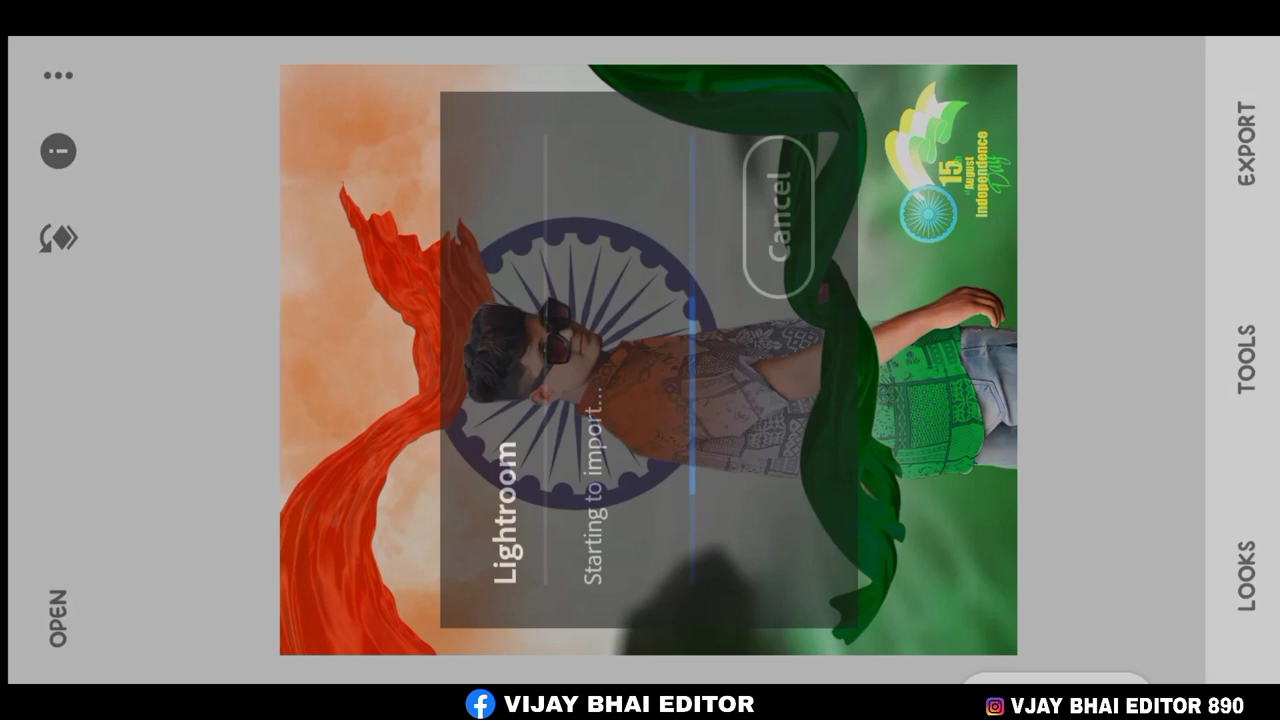 OPEN
Lightroom
Starting to import...
Cancel
15th
August
independence
Day
LOOKS
TOOLS
EXPORT
VIJAY BHAI EDITOR
VJAY BHAI EDITOR 890